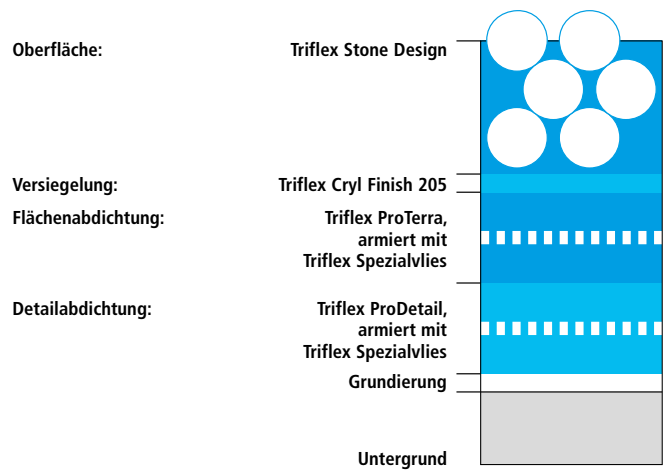 Oberfläche: Triflex Stone Design
Versiegelung: Triflex Cryl Finish 205
Flächenabdichtung: Triflex ProTerra,
armiert mit
Triflex Spezialvlies
Detailabdichtung: Triflex ProDetail,
armiert mit
Triflex Spezialvlies
Grundierung
Untergrund